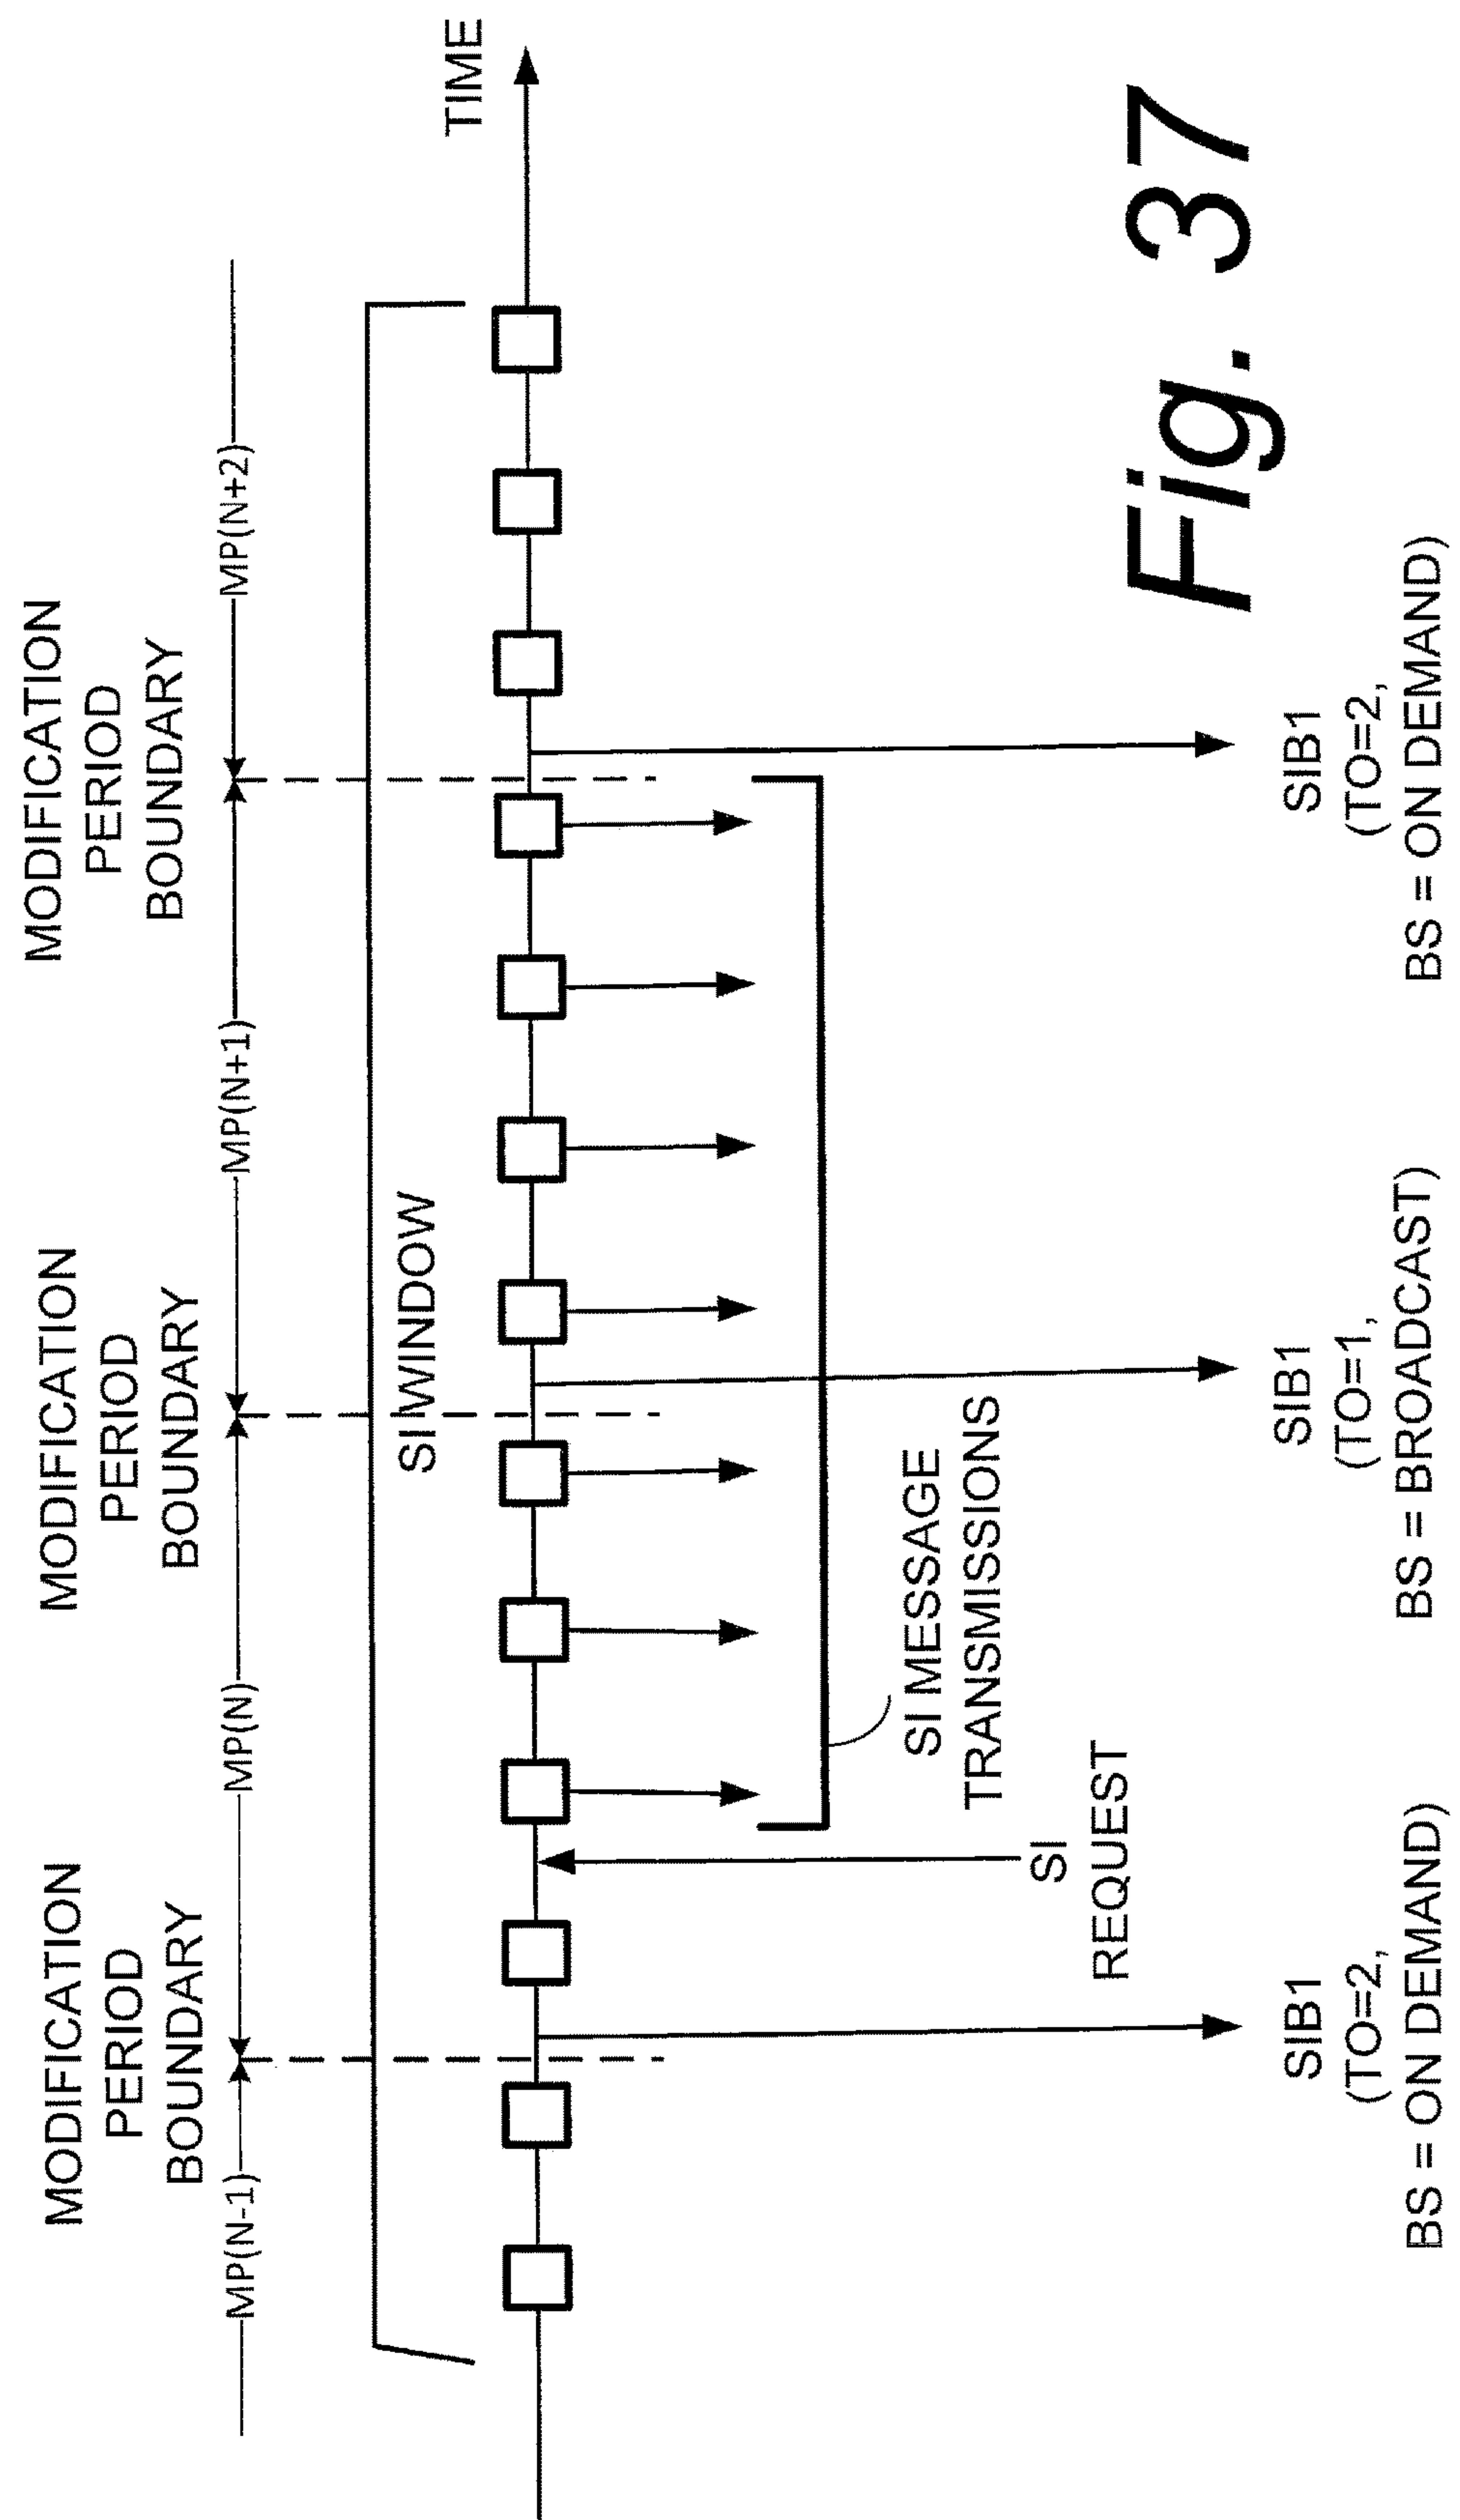 MODIFICATION
PERIOD
BOUNDARY
MODIFICATION
PERIOD
BOUNDARY
MODIFICATION
PERIOD
BOUNDARY
MP(N-1)
MP(N)
MP(N+1)
MP(N+2)
SI WINDOW
TIME
SI MESSAGE
TRANSMISSIONS
SI
REQUEST
SIB1
(TO=2,
BS = ON DEMAND)
SIB1
(TO=1,
BS = BROADCAST)
SIB1
(TO=2,
BS = ON DEMAND)
Fig. 37